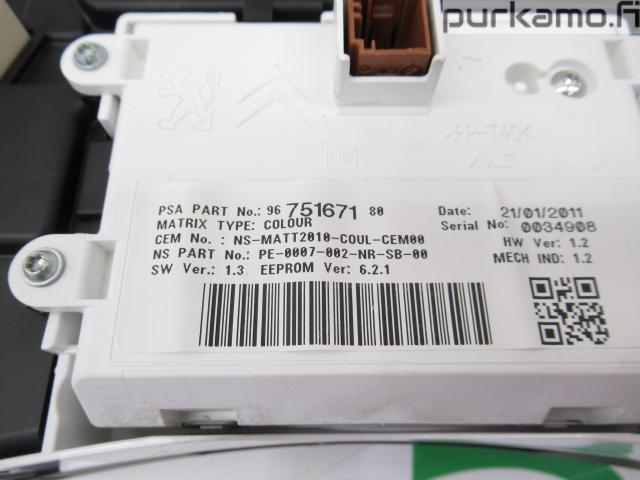 purkamo.fi
>PP-T40<
UP
PSA PART No.: 96 751671 80
MATRIX TYPE: COLOUR
CEM No. : NS-MATT2010-COUL-CEM00
NS PART No.: PE-0007-002-NR-SB-00
SW Ver.: 1.3 EEPROM Ver: 6.2.1
Date: 21/01/2011
Serial No: 0034908
HW Ver: 1.2
MECH IND: 1.2